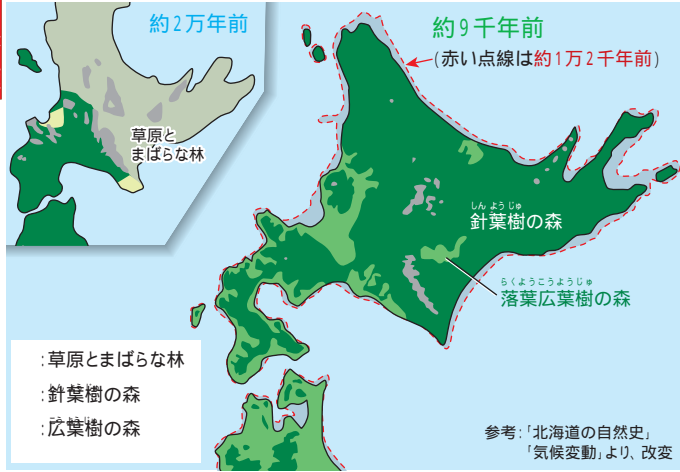 約2万年前
草原と
まばらな林
約9千年前
(赤い点線は約1万2千年前)
しんようじゅ
針葉樹の森
らくようこうようじゅ
落葉広葉樹の森
:草原とまばらな林
:針葉樹の森
:広葉樹の森
参考:「北海道の自然史」
「気候変動」より、改変